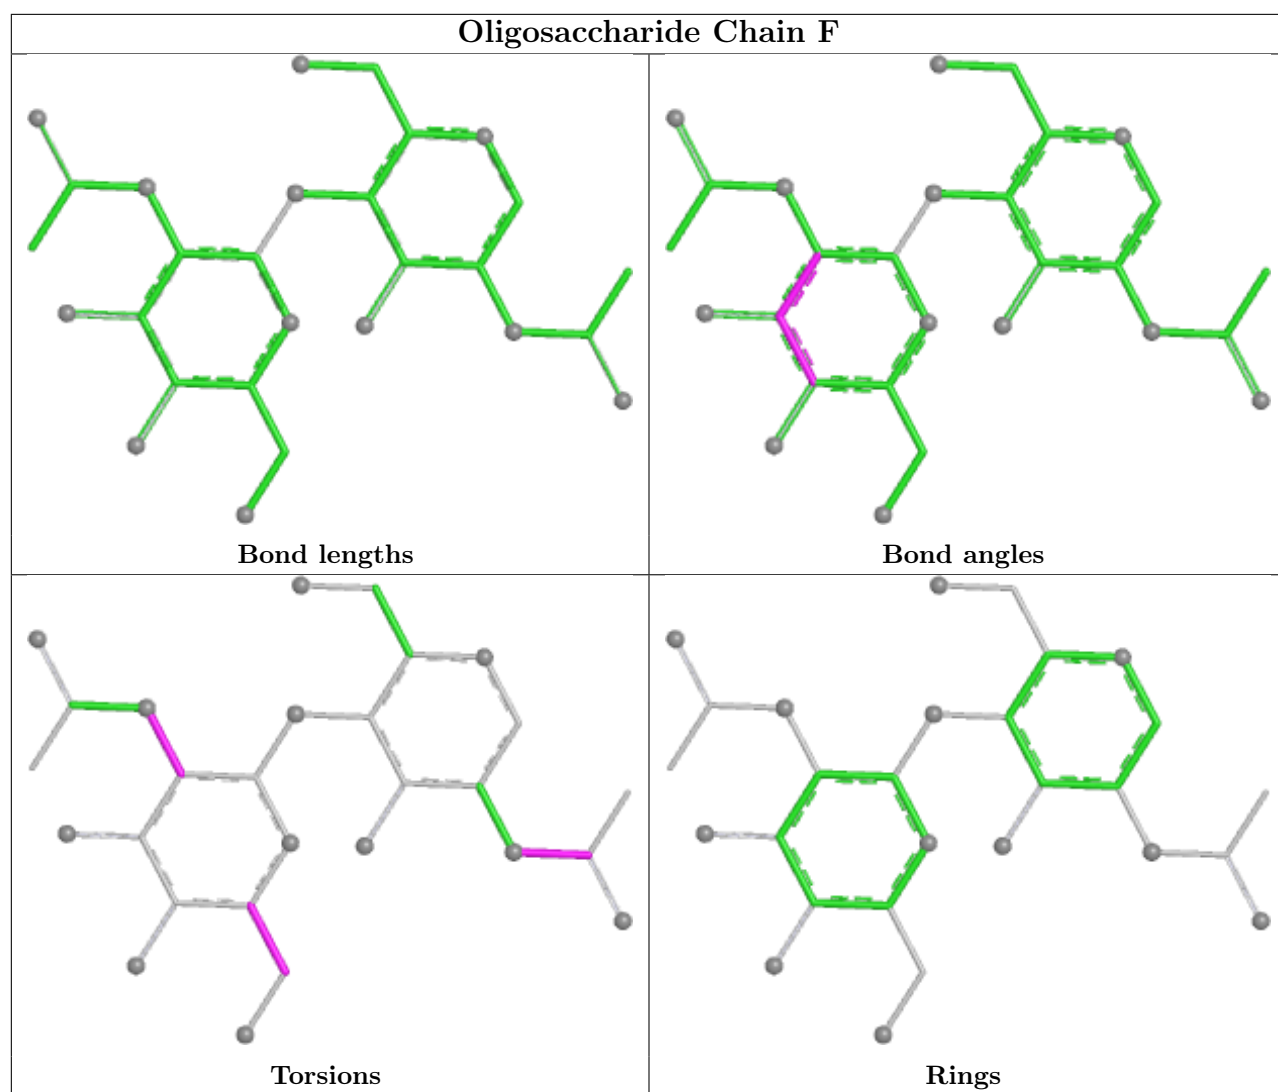 Oligosaccharide Chain F
Bond lengths
Bond angles
Torsions
Rings